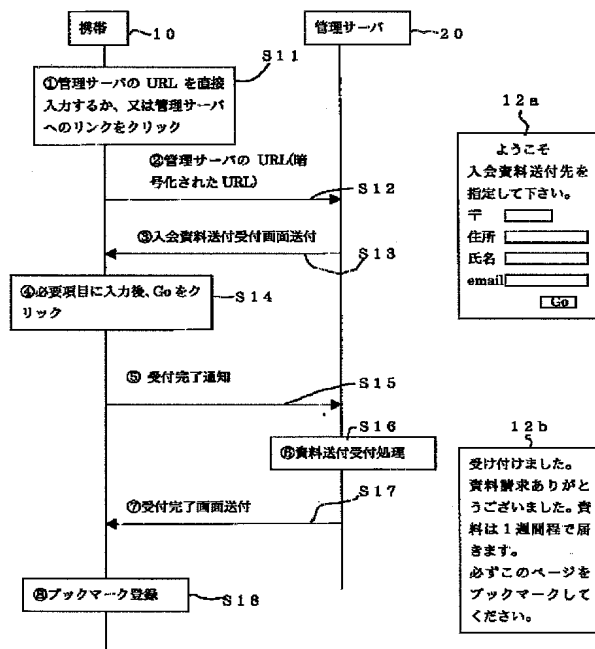 携帯
10
管理サーバ
20
S11
①管理サーバの URL を直接
入力するか、又は管理サーバ
へのリンクをクリック
②管理サーバの URL(暗
号化された URL)
S12
③入会資料送付受付画面送付
S13
④必要項目に入力後、Go をク
リック
S14
⑤ 受付完了通知
S15
S16
⑥資料送付受付処理
S17
⑦受付完了画面送付
⑧ブックマーク登録
S18
12a
ようこそ
入会資料送付先を
指定して下さい。
〒
住所
氏名
email
Go
12b
受け付けました。
資料請求ありがと
うございました。資
料は1週間程で届
きます。
必ずこのページを
ブックマークして
ください。